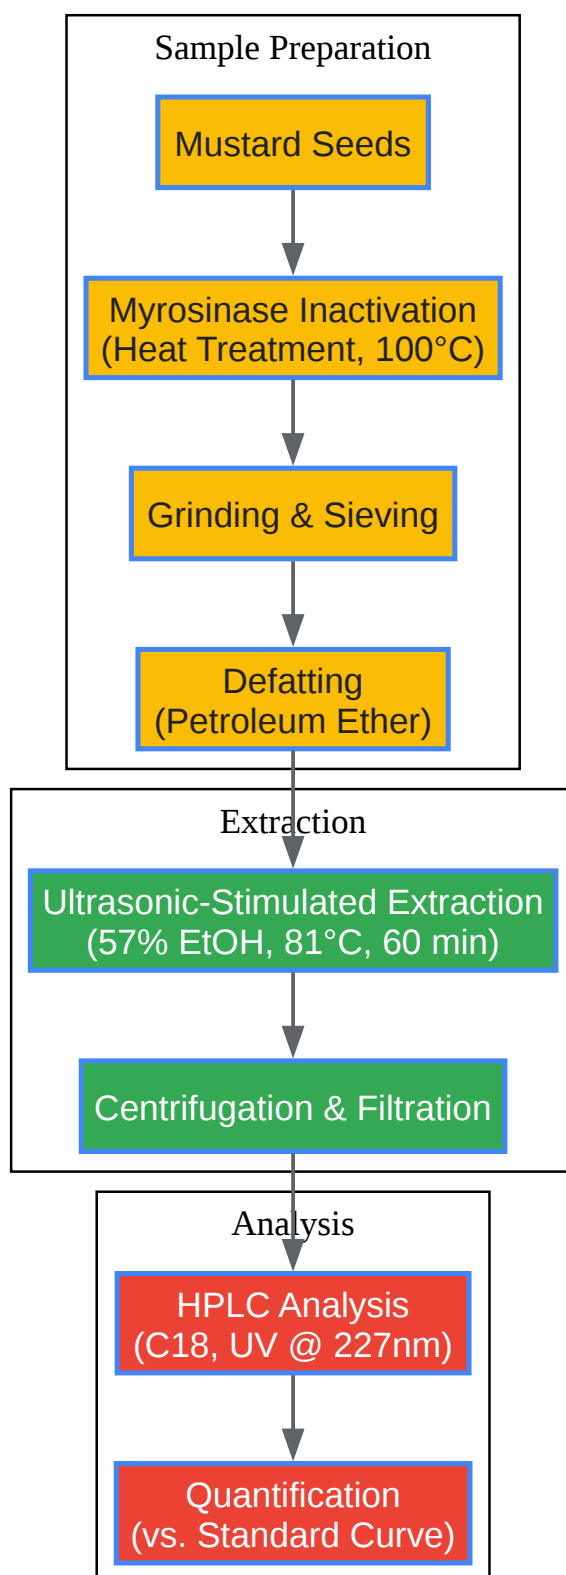 Sample Preparation
Mustard Seeds
Myrosinase Inactivation
(Heat Treatment, 100°C)
Grinding & Sieving
Defatting
(Petroleum Ether)
Extraction
Ultrasonic-Stimulated Extraction
(57% EtOH, 81°C, 60 min)
Centrifugation & Filtration
Analysis
HPLC Analysis
(C18, UV @ 227nm)
Quantification
(vs. Standard Curve)